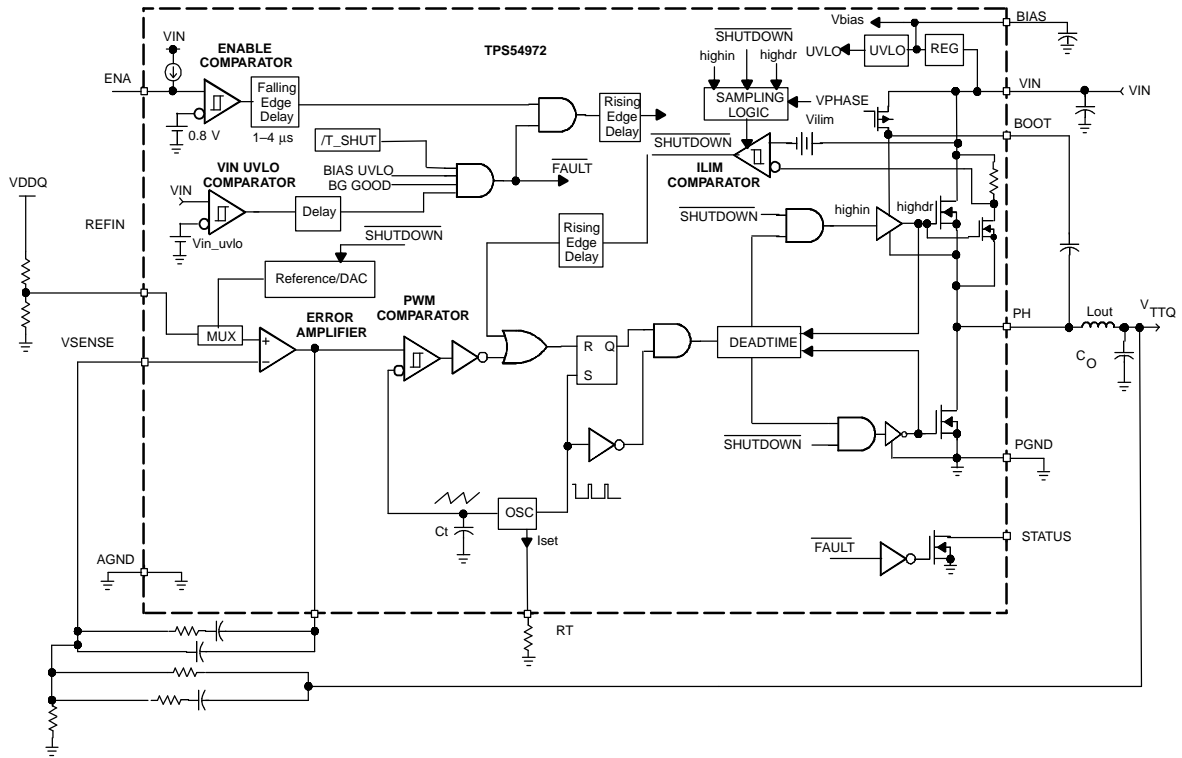 BIAS
Vbias
SHUTDOWN
VIN
ENABLE
COMPARATOR
TPS54972
highin
highdr
UVLO
UVLO
REG
ENA
Falling
Edge
Delay
SAMPLING
LOGIC
VPHASE
VIN
VIN
Rising
Edge
Delay
0.8 V
1–4 µs
Vilim
BOOT
/T_SHUT
SHUTDOWN
VIN UVLO
COMPARATOR
BIAS UVLO
BG GOOD
FAULT
ILIM
COMPARATOR
VDDQ
VIN
Delay
REFIN
Vin_uvlo
SHUTDOWN
SHUTDOWN
highin
highdr
Rising
Edge
Delay
Reference/DAC
PWM
COMPARATOR
MUX
ERROR
AMPLIFIER
+
−
VSENSE
R Q
S
DEADTIME
PH
Lout
VTTQ
CO
SHUTDOWN
PGND
Ct
OSC
Iset
FAULT
STATUS
AGND
RT